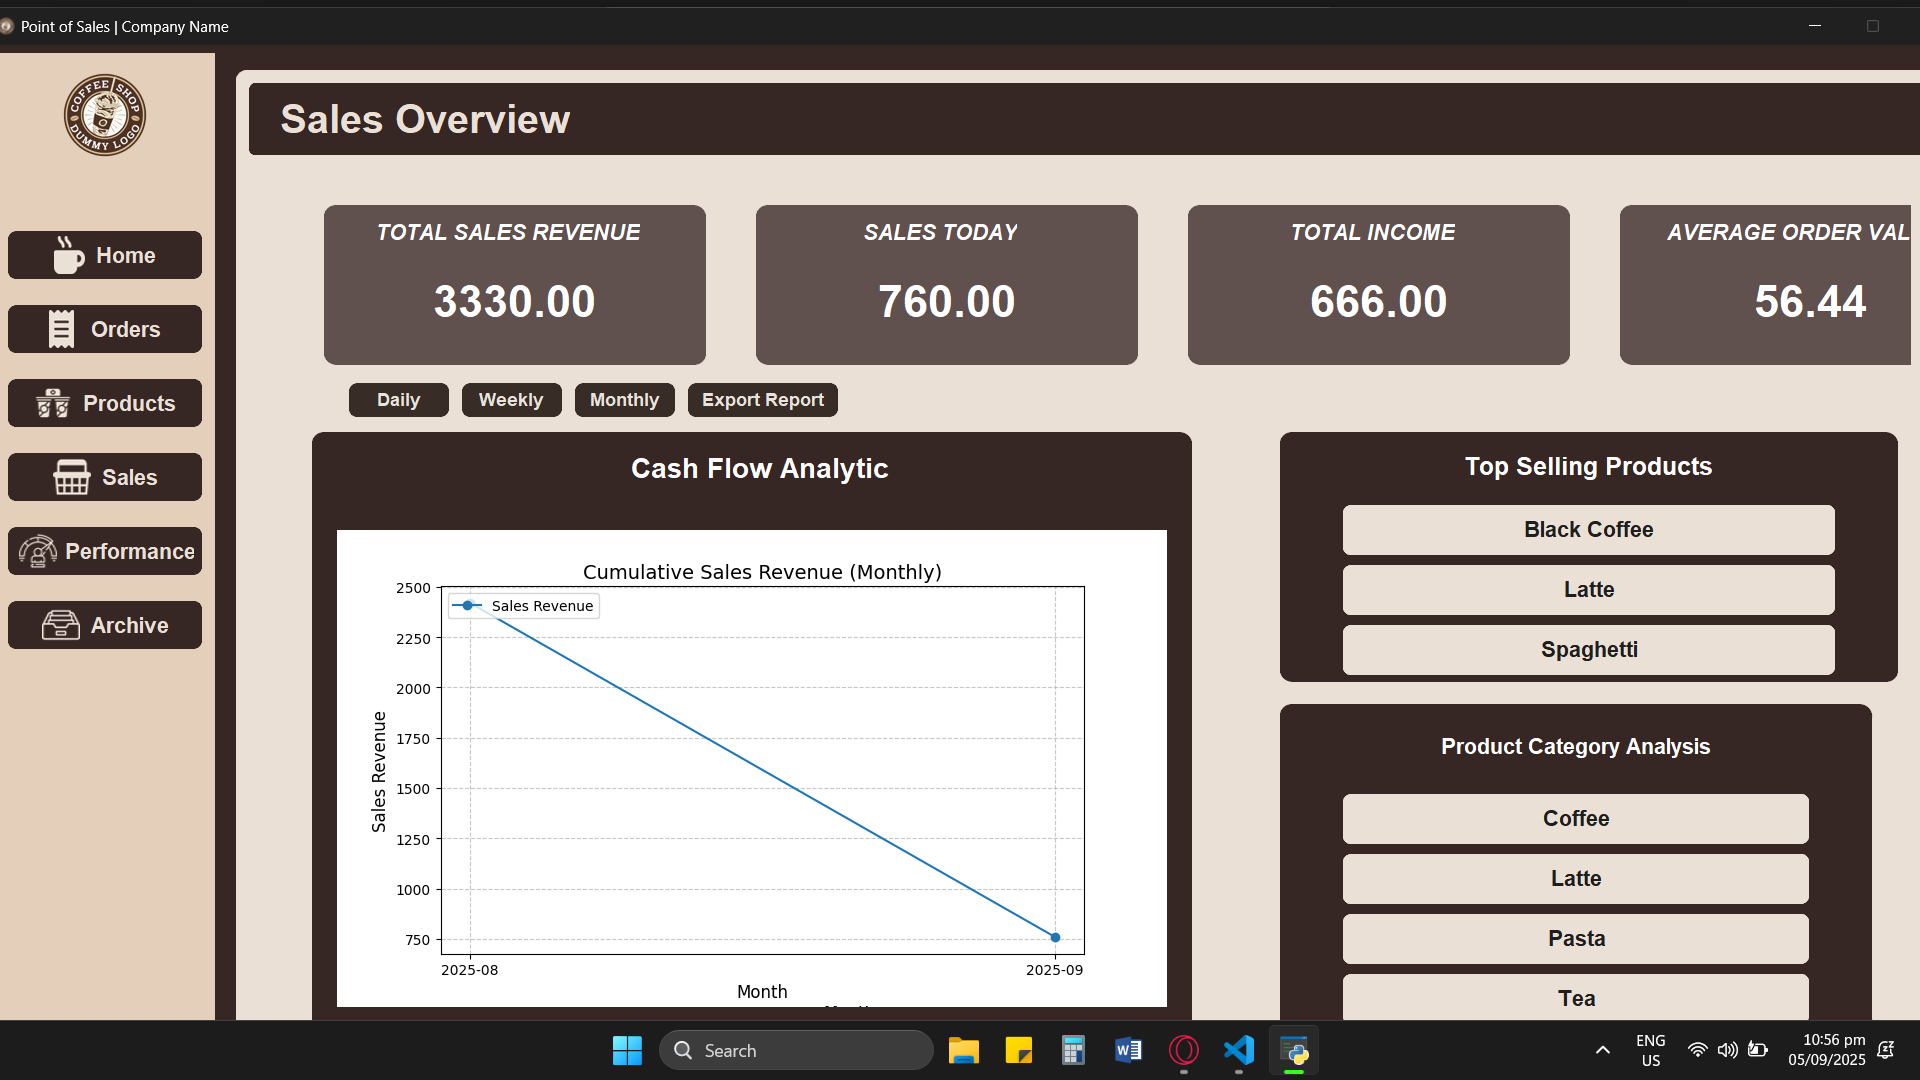 Point of Sales | Company Name
COFFEE SHOP
DUMMY LOGO
Home
Orders
Products
Sales
Performance
Archive
Sales Overview
TOTAL SALES REVENUE
3330.00
SALES TODAY
760.00
TOTAL INCOME
666.00
AVERAGE ORDER VAL
56.44
Daily
Weekly
Monthly
Export Report
Cash Flow Analytic
Cumulative Sales Revenue (Monthly)
Sales Revenue
2500
2250
2000
1750
1500
1250
1000
750
Sales Revenue
2025-08
2025-09
Month
Top Selling Products
Black Coffee
Latte
Spaghetti
Product Category Analysis
Coffee
Latte
Pasta
Tea
Search
ENG
US
10:56 pm
05/09/2025